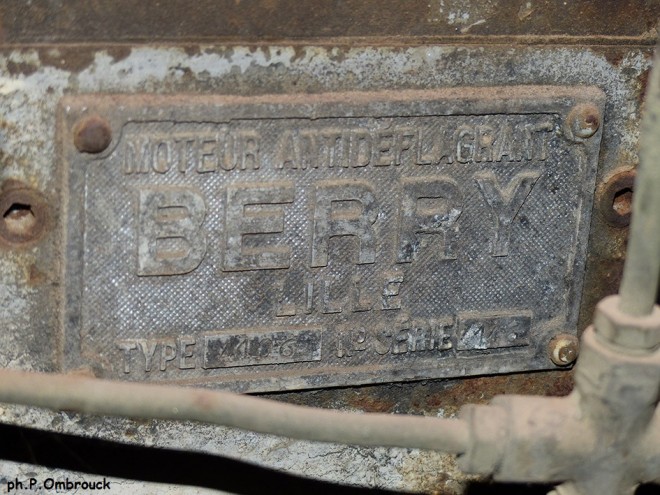 MOTEUR ANTIDEFLAGRANT
BERRY
LILLE
TYPE No SERIE
ph.P.Ombrouck